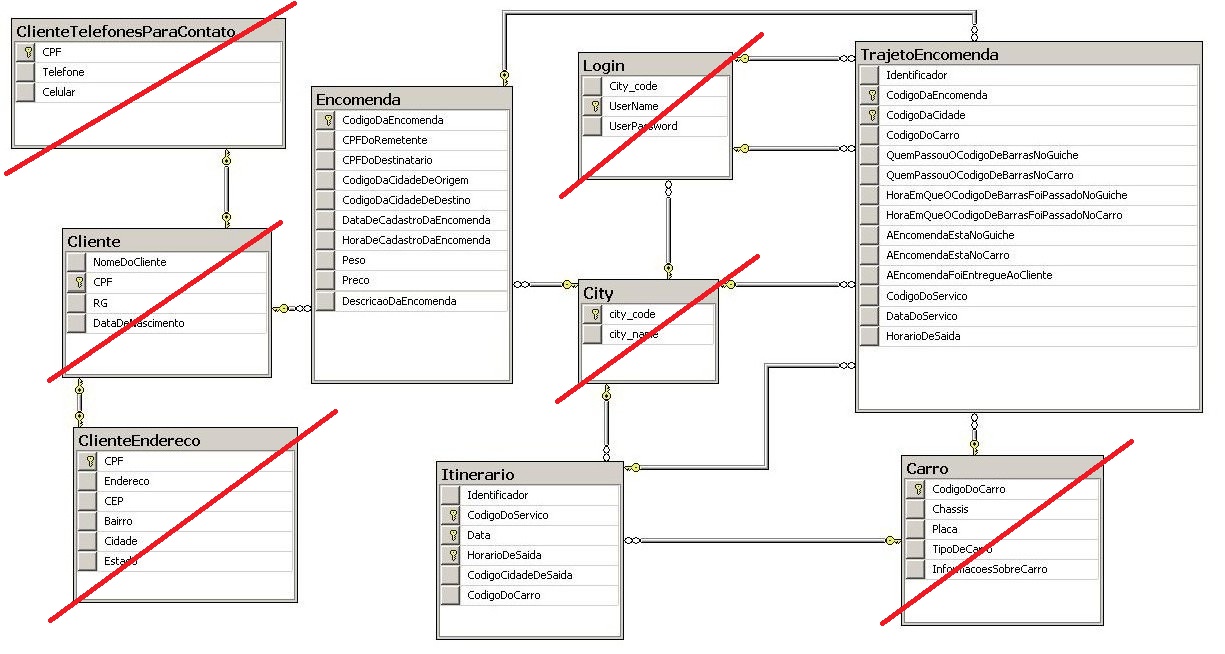 ClienteTelefonesParaContato
CPF
Telefone
Celular
Cliente
NomeDoCliente
CPF
RG
DataDeNascimento
ClienteEndereco
CPF
Endereco
CEP
Bairro
Cidade
Estado
Encomenda
CodigoDaEncomenda
CPFDoRemetente
CPFDoDestinatario
CodigoDaCidadeDeOrigem
CodigoDaCidadeDeDestino
DataDeCadastroDaEncomenda
HoraDeCadastroDaEncomenda
Peso
Preco
DescricaoDaEncomenda
Login
City_code
UserName
UserPassword
City
city_code
city_name
Itinerario
Identificador
CodigoDoServico
Data
HorarioDeSaida
CodigoCidadeDeSaida
CodigoDoCarro
TrajetoEncomenda
Identificador
CodigoDaEncomenda
CodigoDaCidade
CodigoDoCarro
QuemPassouOCodigoDeBarrasNoGuiche
QuemPassouOCodigoDeBarrasNoCarro
HoraEmQueOCodigoDeBarrasFoiPassadoNoGuiche
HoraEmQueOCodigoDeBarrasFoiPassadoNoCarro
AEncomendaEstaNoGuiche
AEncomendaEstaNoCarro
AEncomendaFoiEntregueAoCliente
CodigoDoServico
DataDoServico
HorarioDeSaida
Carro
CodigoDoCarro
Chassis
Placa
TipoDeCarro
InformacoesSobreCarro